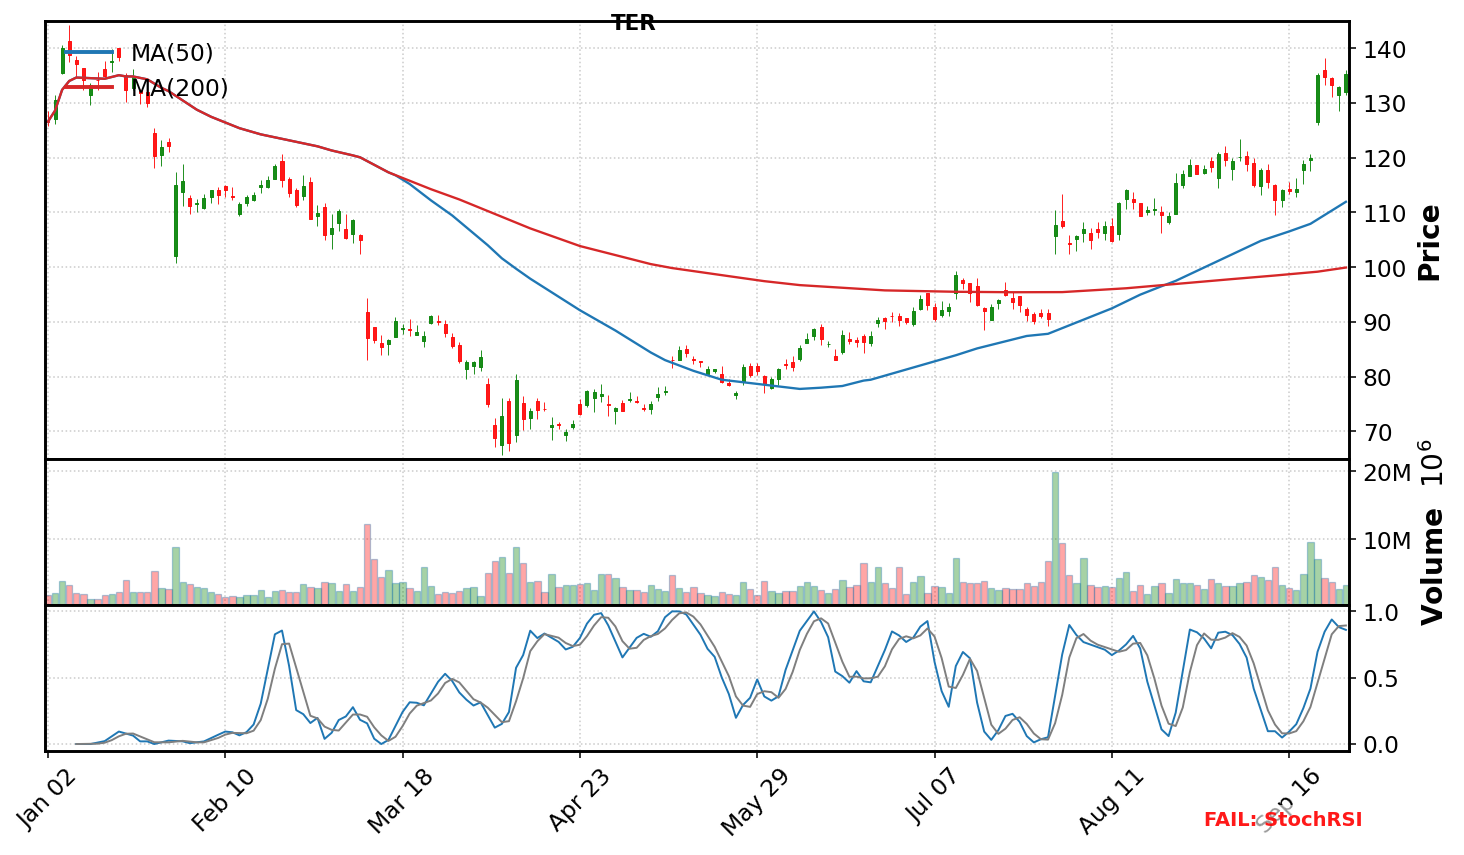 TER
MA(50)
MA(200)
140
130
120
110
100
90
80
70
Price
20M
10M
Volume 10⁶
1.0
0.5
0.0
Jan 02
Feb 10
Mar 18
Apr 23
May 29
Jul 07
Aug 11
Sep 16
FAIL: StochRSI